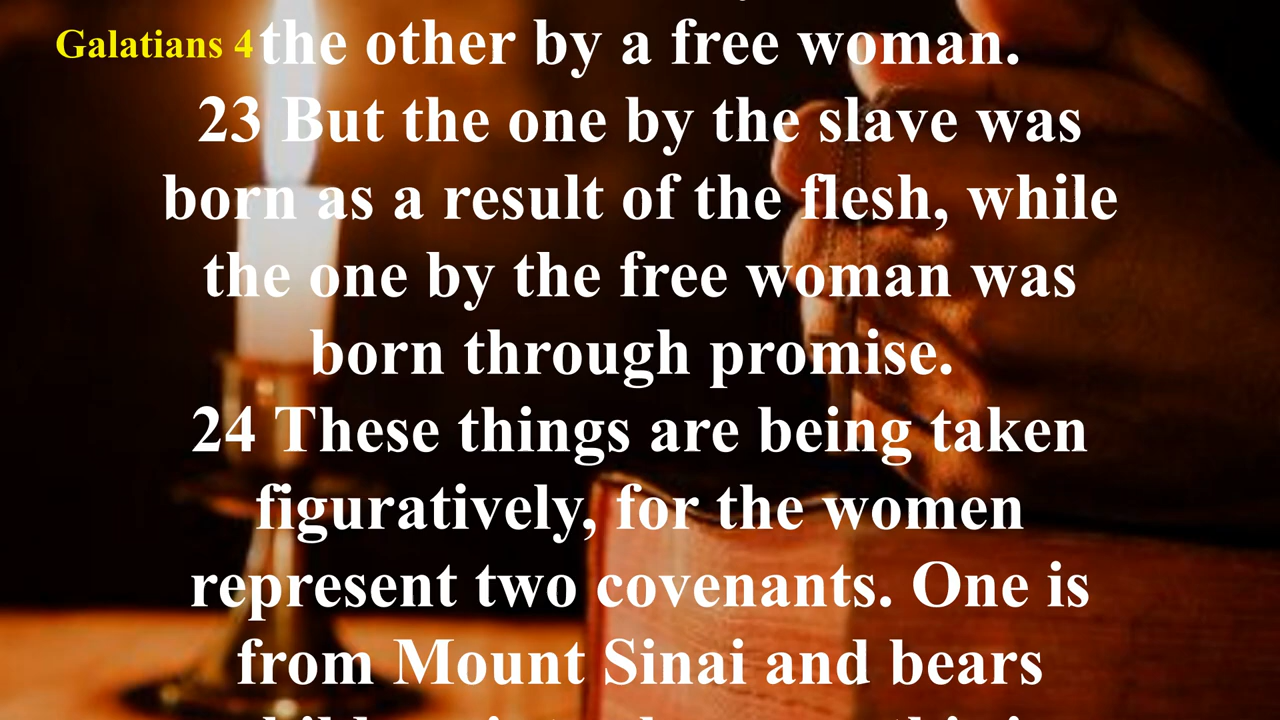 Galatians 4
the other by a free woman.
23 But the one by the slave was
born as a result of the flesh, while
the one by the free woman was
born through promise.
24 These things are being taken
figuratively, for the women
represent two covenants. One is
from Mount Sinai and bears